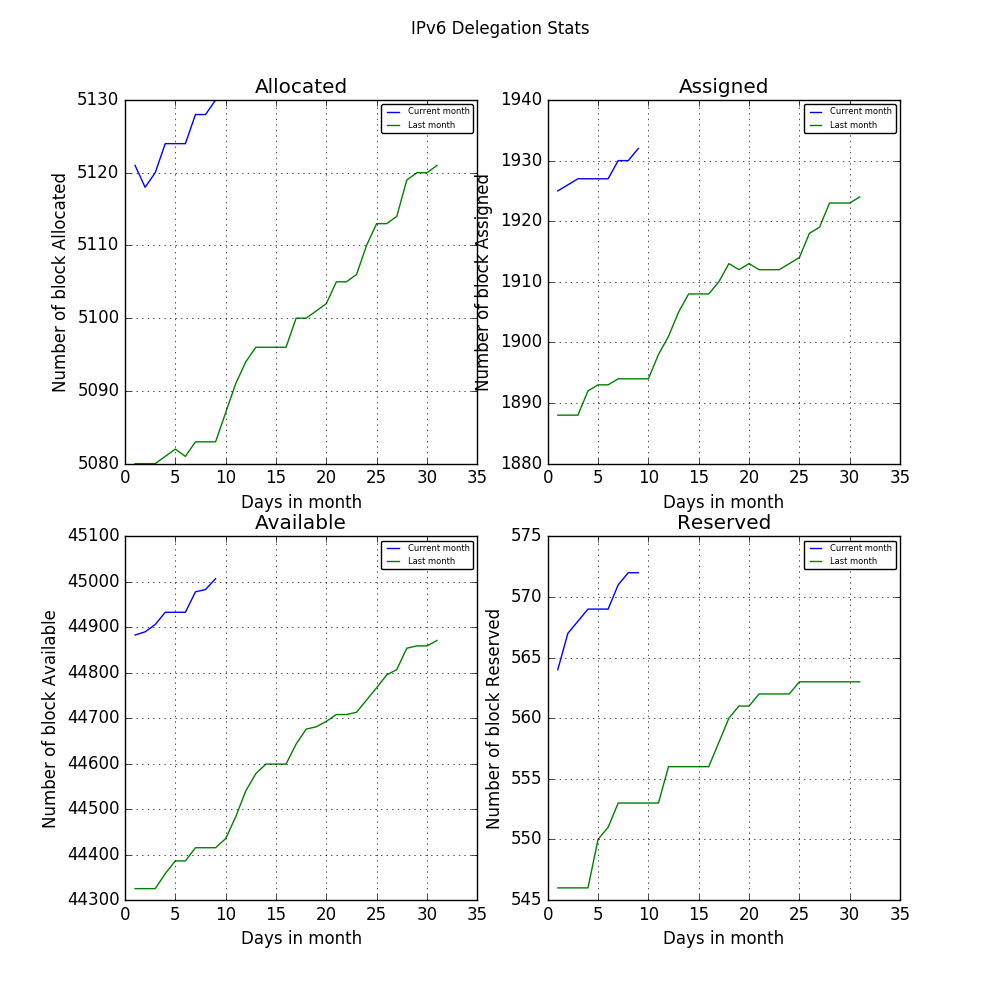 IPv6 Delegation Stats
Allocated
Number of block Allocated
5130
5120
5110
5100
5090
5080
Current month
Last month
0 5 10 15 20 25 30 35
Days in month
Assigned
Number of block Assigned
1940
1930
1920
1910
1900
1890
1880
Current month
Last month
0 5 10 15 20 25 30 35
Days in month
Available
Number of block Available
45100
45000
44900
44800
44700
44600
44500
44400
44300
Current month
Last month
0 5 10 15 20 25 30 35
Days in month
Reserved
Number of block Reserved
575
570
565
560
555
550
545
Current month
Last month
0 5 10 15 20 25 30 35
Days in month